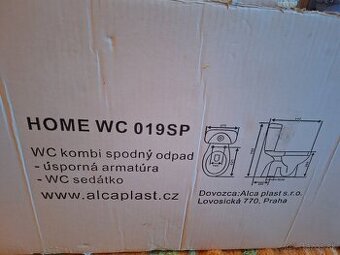 HOME WC 019SP
WC kombi spodný odpad
- úsporná armatúra
- WC sedátko
www.alcaplast.cz
Dovozca:Alca plast s.r.o.
Lovosická 770, Praha